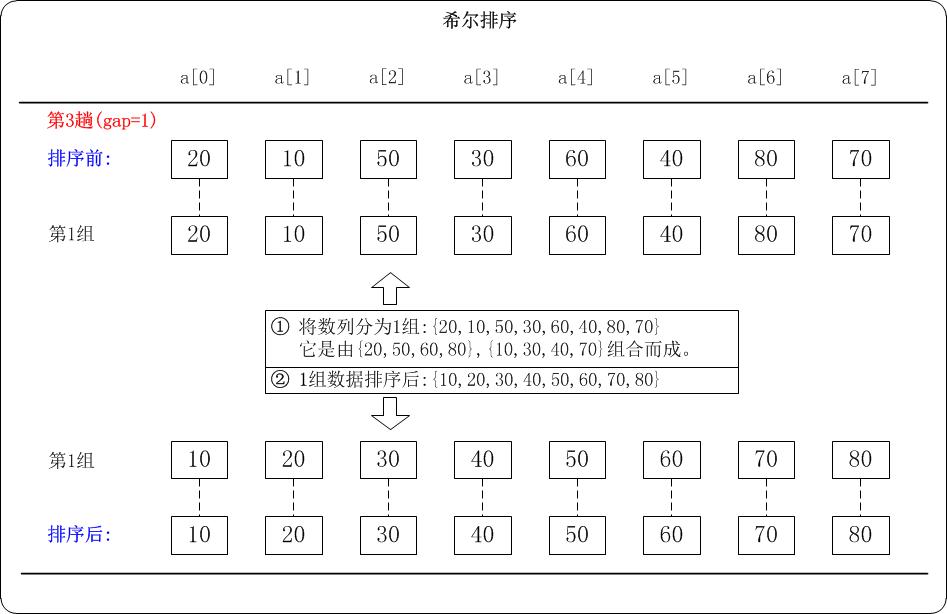 希尔排序
a[0] a[1] a[2] a[3] a[4] a[5] a[6] a[7]
第3趟(gap=1)
排序前: 20 10 50 30 60 40 80 70
第1组 20 10 50 30 60 40 80 70
① 将数列分为1组:{20,10,50,30,60,40,80,70}
它是由{20,50,60,80},{10,30,40,70}组合而成。
② 1组数据排序后:{10,20,30,40,50,60,70,80}
第1组 10 20 30 40 50 60 70 80
排序后: 10 20 30 40 50 60 70 80